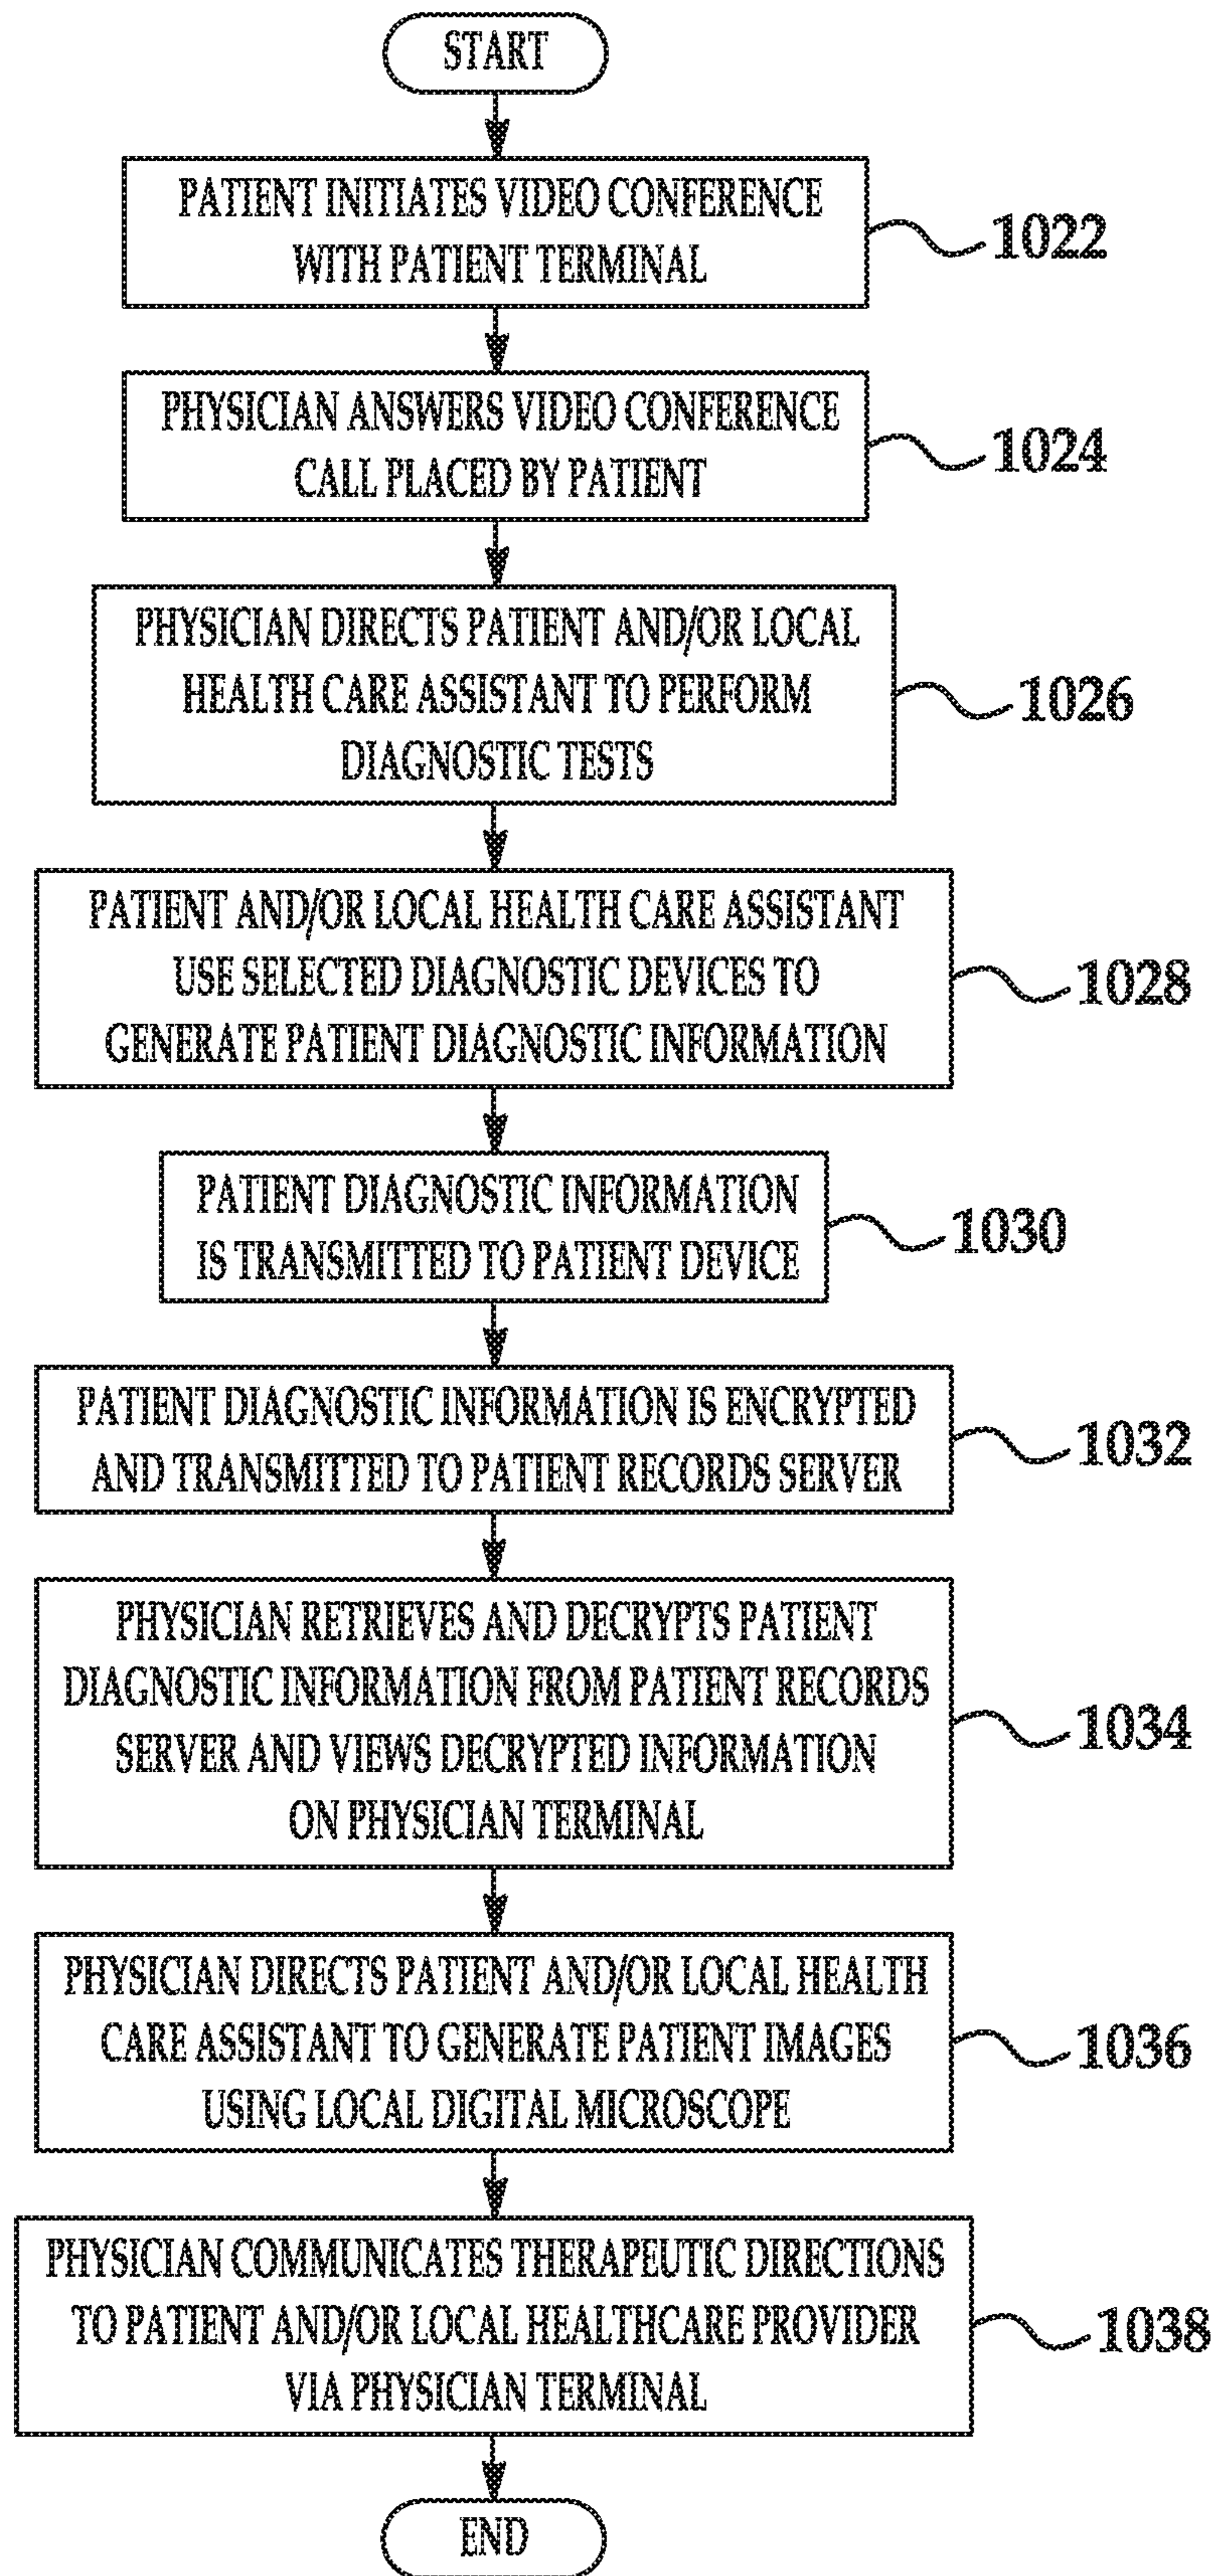 START
PATIENT INITIATES VIDEO CONFERENCE
WITH PATIENT TERMINAL
1022
PHYSICIAN ANSWERS VIDEO CONFERENCE
CALL PLACED BY PATIENT
1024
PHYSICIAN DIRECTS PATIENT AND/OR LOCAL
HEALTH CARE ASSISTANT TO PERFORM
DIAGNOSTIC TESTS
1026
PATIENT AND/OR LOCAL HEALTH CARE ASSISTANT
USE SELECTED DIAGNOSTIC DEVICES TO
GENERATE PATIENT DIAGNOSTIC INFORMATION
1028
PATIENT DIAGNOSTIC INFORMATION
IS TRANSMITTED TO PATIENT DEVICE
1030
PATIENT DIAGNOSTIC INFORMATION IS ENCRYPTED
AND TRANSMITTED TO PATIENT RECORDS SERVER
1032
PHYSICIAN RETRIEVES AND DECRYPTS PATIENT
DIAGNOSTIC INFORMATION FROM PATIENT RECORDS
SERVER AND VIEWS DECRYPTED INFORMATION
ON PHYSICIAN TERMINAL
1034
PHYSICIAN DIRECTS PATIENT AND/OR LOCAL HEALTH
CARE ASSISTANT TO GENERATE PATIENT IMAGES
USING LOCAL DIGITAL MICROSCOPE
1036
PHYSICIAN COMMUNICATES THERAPEUTIC DIRECTIONS
TO PATIENT AND/OR LOCAL HEALTHCARE PROVIDER
VIA PHYSICIAN TERMINAL
1038
END